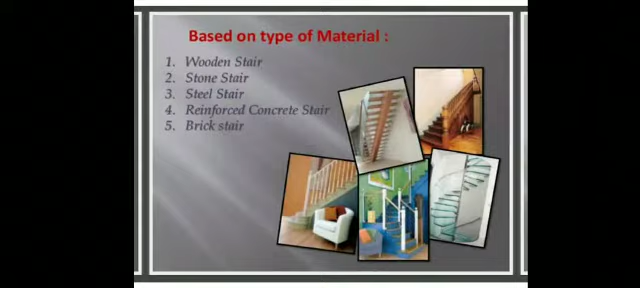 Based on type of Material :
1. Wooden Stair
2. Stone Stair
3. Steel Stair
4. Reinforced Concrete Stair
5. Brick stair